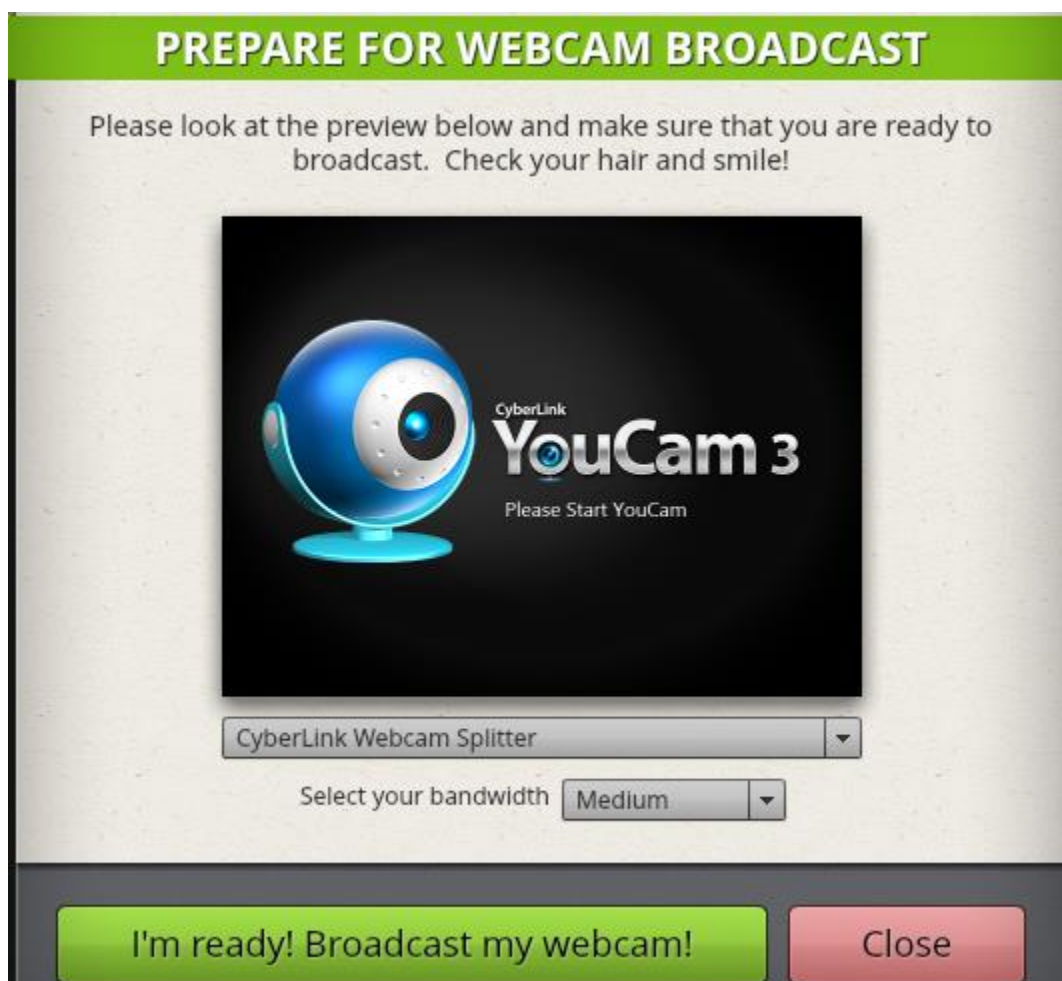 PREPARE FOR WEBCAM BROADCAST
Please look at the preview below and make sure that you are ready to
broadcast.  Check your hair and smile!
CyberLink
YouCam 3
Please Start YouCam
CyberLink Webcam Splitter
Select your bandwidth Medium
I'm ready! Broadcast my webcam! Close